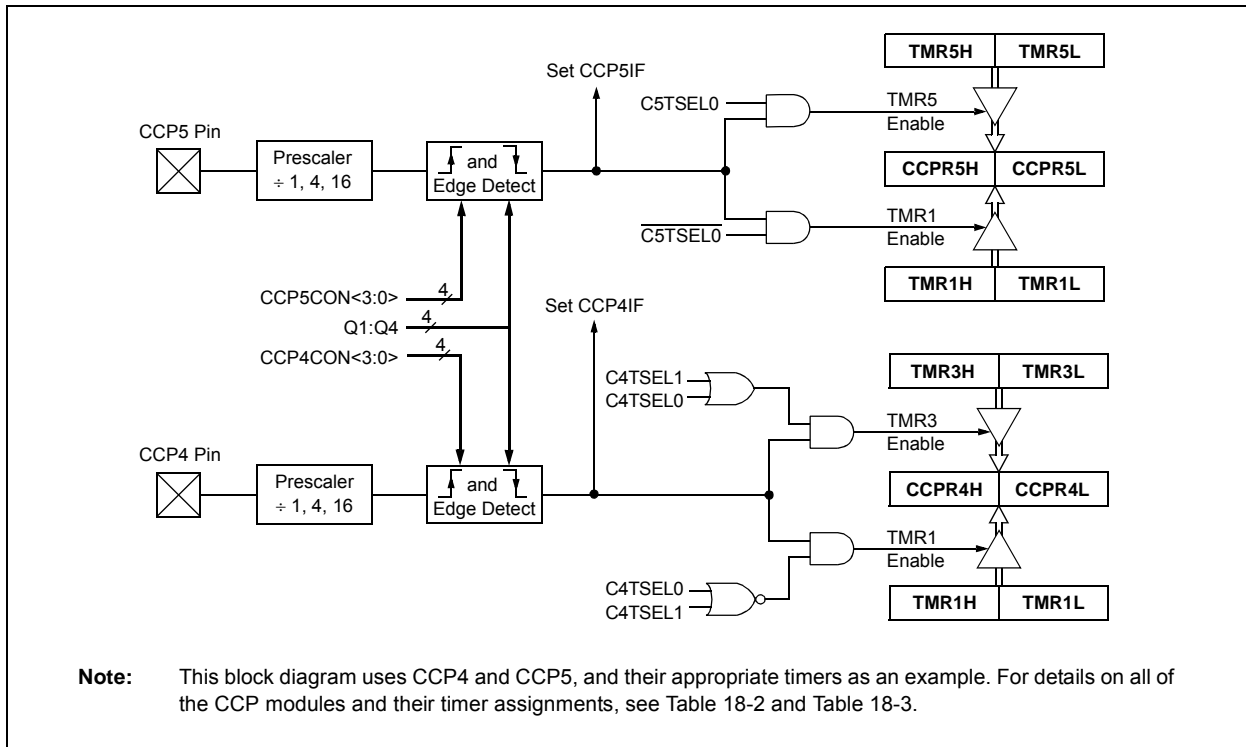 TMR5H TMR5L
Set CCP5IF
C5TSEL0
TMR5
Enable
CCP5 Pin
Prescaler
÷ 1, 4, 16
and
Edge Detect
CCPR5H CCPR5L
C5TSEL0
TMR1
Enable
TMR1H TMR1L
CCP5CON<3:0>
4
Q1:Q4
4
CCP4CON<3:0>
4
Set CCP4IF
TMR3H TMR3L
C4TSEL1
C4TSEL0
TMR3
Enable
CCP4 Pin
Prescaler
÷ 1, 4, 16
and
Edge Detect
CCPR4H CCPR4L
TMR1
Enable
C4TSEL0
C4TSEL1
TMR1H TMR1L
Note: This block diagram uses CCP4 and CCP5, and their appropriate timers as an example. For details on all of
the CCP modules and their timer assignments, see Table 18-2 and Table 18-3.